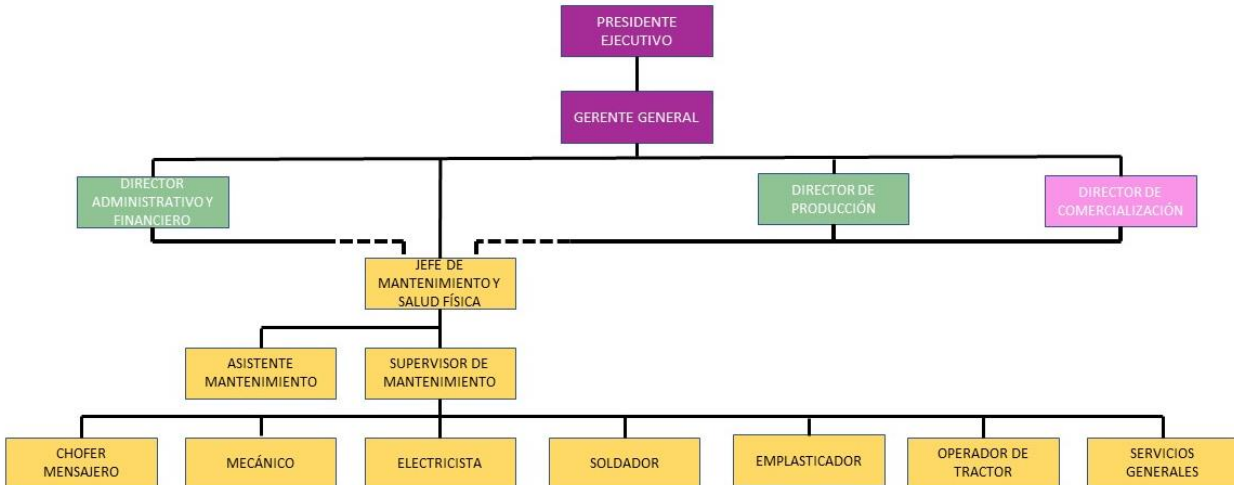 PRESIDENTE
EJECUTIVO
GERENTE GENERAL
DIRECTOR
ADMINISTRATIVO Y
FINANCIERO
DIRECTOR DE
PRODUCCIÓN
DIRECTOR DE
COMERCIALIZACIÓN
JEFE DE
MANTENIMIENTO Y
SALUD FÍSICA
ASISTENTE
MANTENIMIENTO
SUPERVISOR DE
MANTENIMIENTO
CHOFER
MENSAJERO
MECÁNICO
ELECTRICISTA
SOLDADOR
EMPLASTICADOR
OPERADOR DE
TRACTOR
SERVICIOS
GENERALES